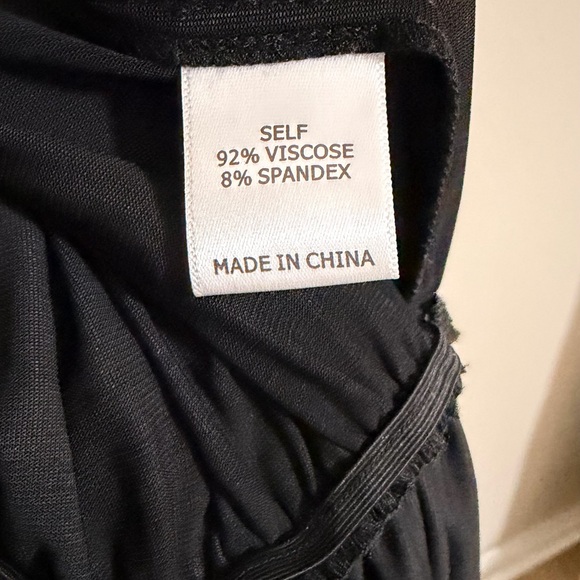 SELF
92% VISCOSE
8% SPANDEX
MADE IN CHINA